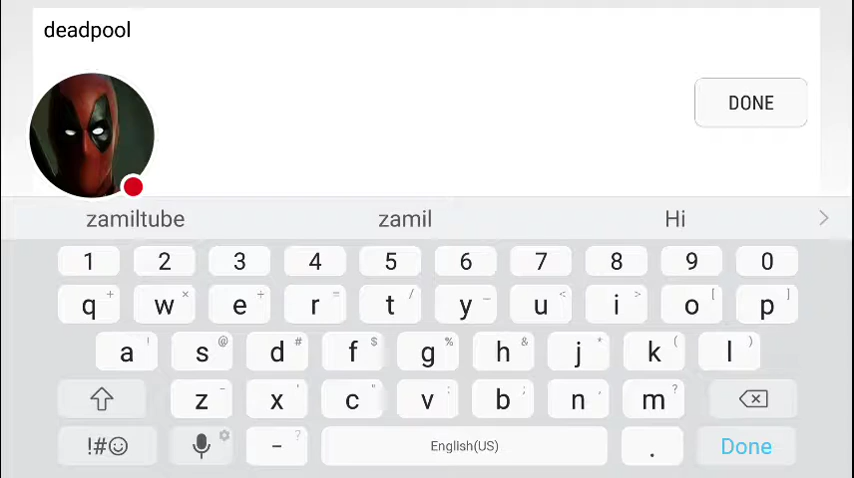 deadpool
DONE
zamiltube zamil Hi >
1 2 3 4 5 6 7 8 9 0
q + w × e ÷ r = t / y _ u < i > o [ p ]
a ! s @ d # f $ g % h & j * k ( l )
z - x ' c " v : b ; n , m ?
!#☺ - ? English(US) . Done